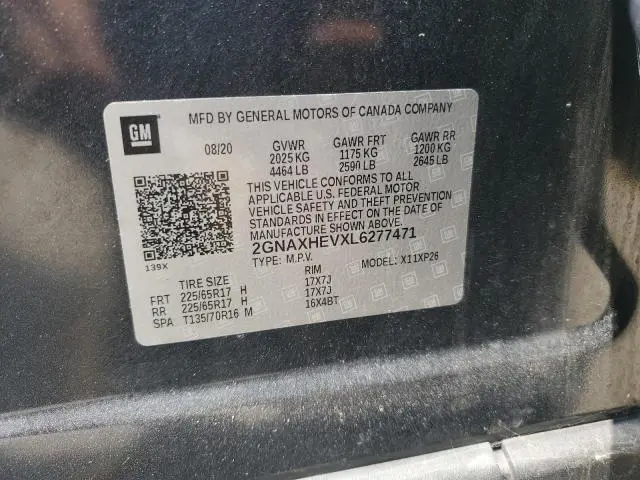 GM
MFD BY GENERAL MOTORS OF CANADA COMPANY
08/20 GVWR GAWR FRT GAWR RR
2025 KG 1175 KG 1200 KG
4464 LB 2590 LB 2645 LB
THIS VEHICLE CONFORMS TO ALL
APPLICABLE U.S. FEDERAL MOTOR
VEHICLE SAFETY AND THEFT PREVENTION
STANDARDS IN EFFECT ON THE DATE OF
MANUFACTURE SHOWN ABOVE.
2GNAXHEVXL6277471
TYPE: M.P.V. MODEL: X11XP26
139X
TIRE SIZE RIM
FRT 225/65R17 H 17X7J
RR 225/65R17 H 17X7J
SPA T135/70R16 M 16X4BT